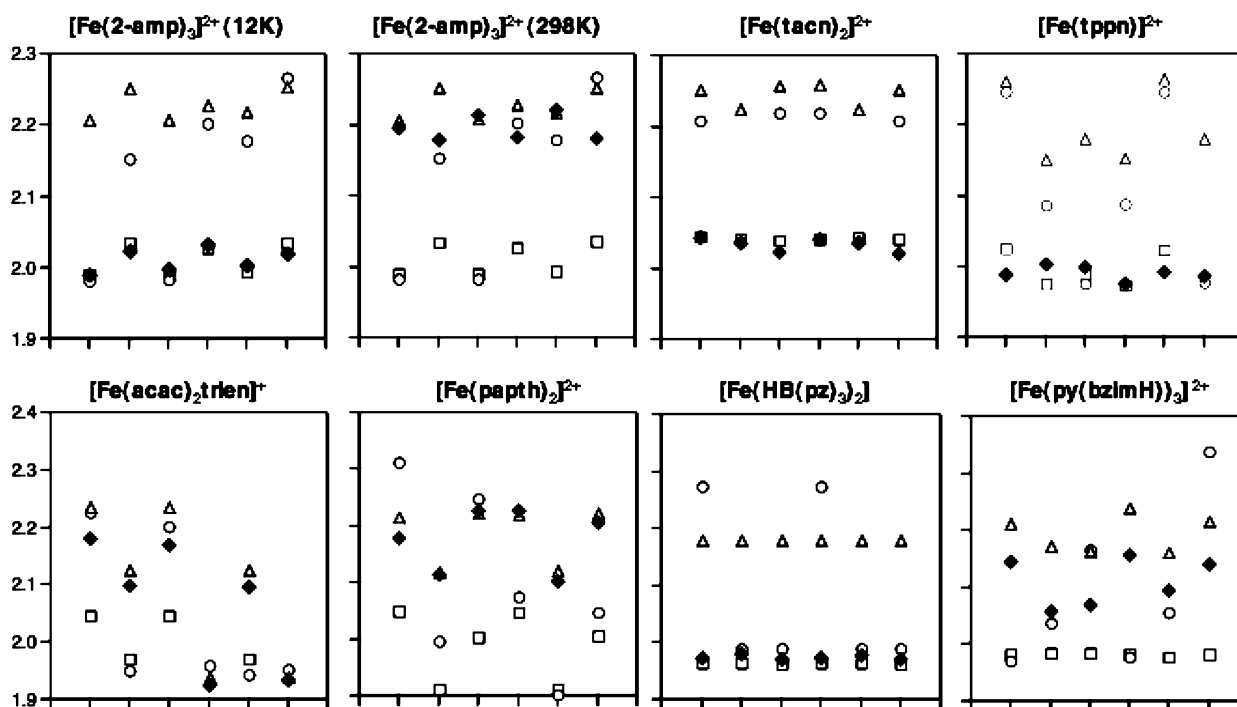 [Fe(2-amp)₃]²⁺ (12K)
[Fe(2-amp)₃]²⁺ (298K)
[Fe(tacn)₂]²⁺
[Fe(tppn)]²⁺
2.3
2.2
2.1
2.0
1.9
[Fe(acac)₂trien]⁺
[Fe(papth)₂]²⁺
[Fe(HB(pz)₃)₂]
[Fe(py(bzimH))₃]²⁺
2.4
2.3
2.2
2.1
2.0
1.9